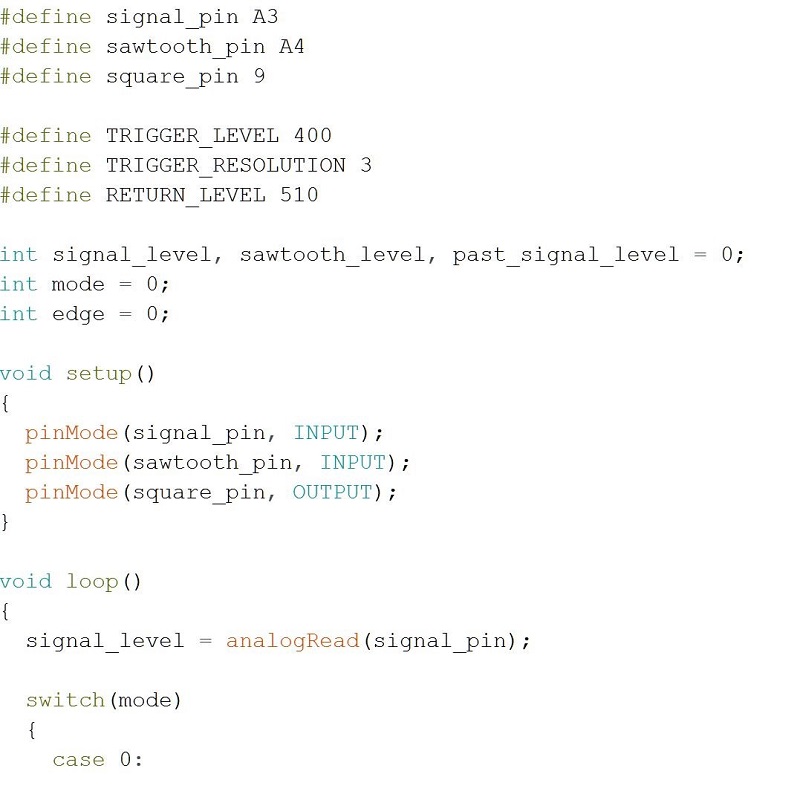 #define signal_pin A3
#define sawtooth_pin A4
#define square_pin 9
#define TRIGGER_LEVEL 400
#define TRIGGER_RESOLUTION 3
#define RETURN_LEVEL 510
int signal_level, sawtooth_level, past_signal_level = 0;
int mode = 0;
int edge = 0;
void setup()
{
  pinMode(signal_pin, INPUT);
  pinMode(sawtooth_pin, INPUT);
  pinMode(square_pin, OUTPUT);
}
void loop()
{
  signal_level = analogRead(signal_pin);
  switch(mode)
  {
    case 0: